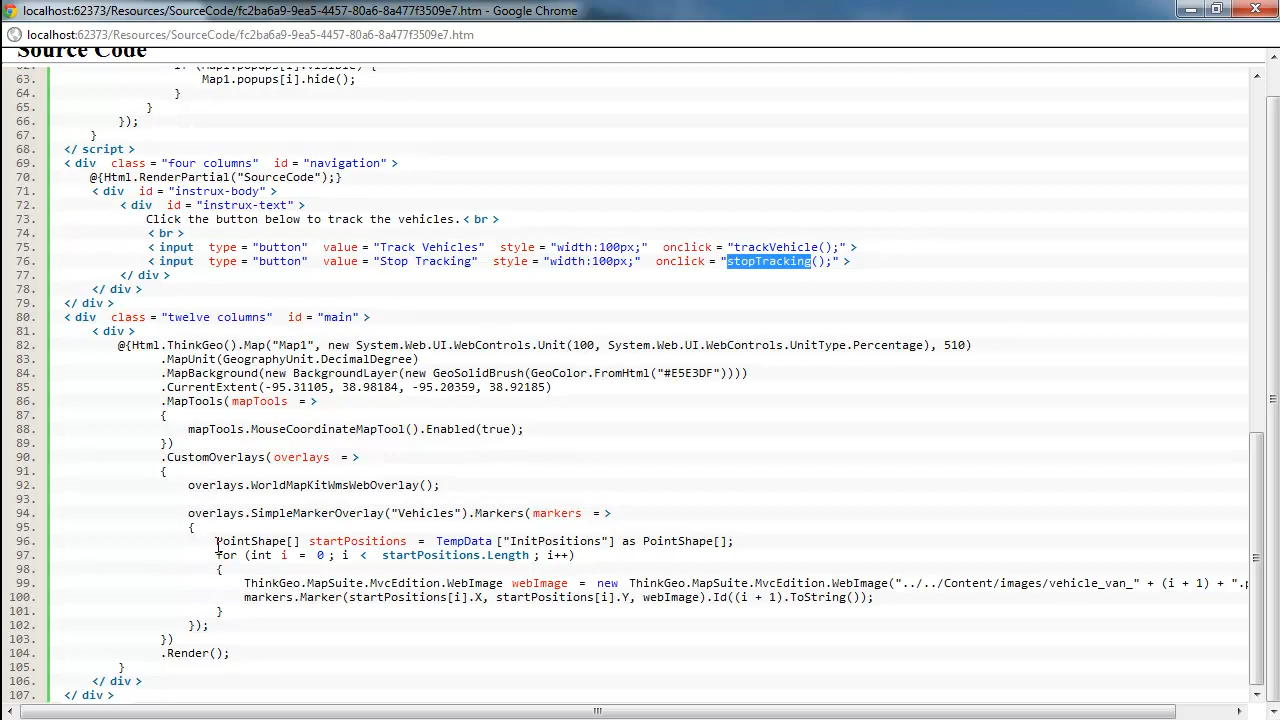 localhost:62373/Resources/SourceCode/fc2ba6a9-9ea5-4457-80a6-8a477f3509e7.htm - Google Chrome
localhost:62373/Resources/SourceCode/fc2ba6a9-9ea5-4457-80a6-8a477f3509e7.htm
Source Code
62. if (Map1.popups[i].visible) {
63. Map1.popups[i].hide();
64. }
65. }
66. });
67. }
68. </ script >
69. < div class = "four columns" id = "navigation" >
70. @{Html.RenderPartial("SourceCode");}
71. < div id = "instrux-body" >
72. < div id = "instrux-text" >
73. Click the button below to track the vehicles. < br >
74. < br >
75. < input type = "button" value = "Track Vehicles" style = "width:100px;" onclick = "trackVehicle();" >
76. < input type = "button" value = "Stop Tracking" style = "width:100px;" onclick = "stopTracking();" >
77. </ div >
78. </ div >
79. </ div >
80. < div class = "twelve columns" id = "main" >
81. < div >
82. @{Html.ThinkGeo().Map("Map1", new System.Web.UI.WebControls.Unit(100, System.Web.UI.WebControls.UnitType.Percentage), 510)
83. .MapUnit(GeographyUnit.DecimalDegree)
84. .MapBackground(new BackgroundLayer(new GeoSolidBrush(GeoColor.FromHtml("#E5E3DF"))))
85. .CurrentExtent(-95.31105, 38.98184, -95.20359, 38.92185)
86. .MapTools( mapTools = >
87. {
88. mapTools.MouseCoordinateMapTool().Enabled(true);
89. })
90. .CustomOverlays( overlays = >
91. {
92. overlays.WorldMapKitWmsWebOverlay();
93.
94. overlays.SimpleMarkerOverlay("Vehicles").Markers( markers = >
95. {
96. PointShape[] startPositions = TempData ["InitPositions"] as PointShape[];
97. for (int i = 0 ; i < startPositions.Length ; i++)
98. {
99. ThinkGeo.MapSuite.MvcEdition.WebImage webImage = new ThinkGeo.MapSuite.MvcEdition.WebImage("../../Content/images/vehicle_van_" + (i + 1) + ".p
100. markers.Marker(startPositions[i].X, startPositions[i].Y, webImage).Id((i + 1).ToString());
101. }
102. });
103. })
104. .Render();
105. }
106. </ div >
107. </ div >